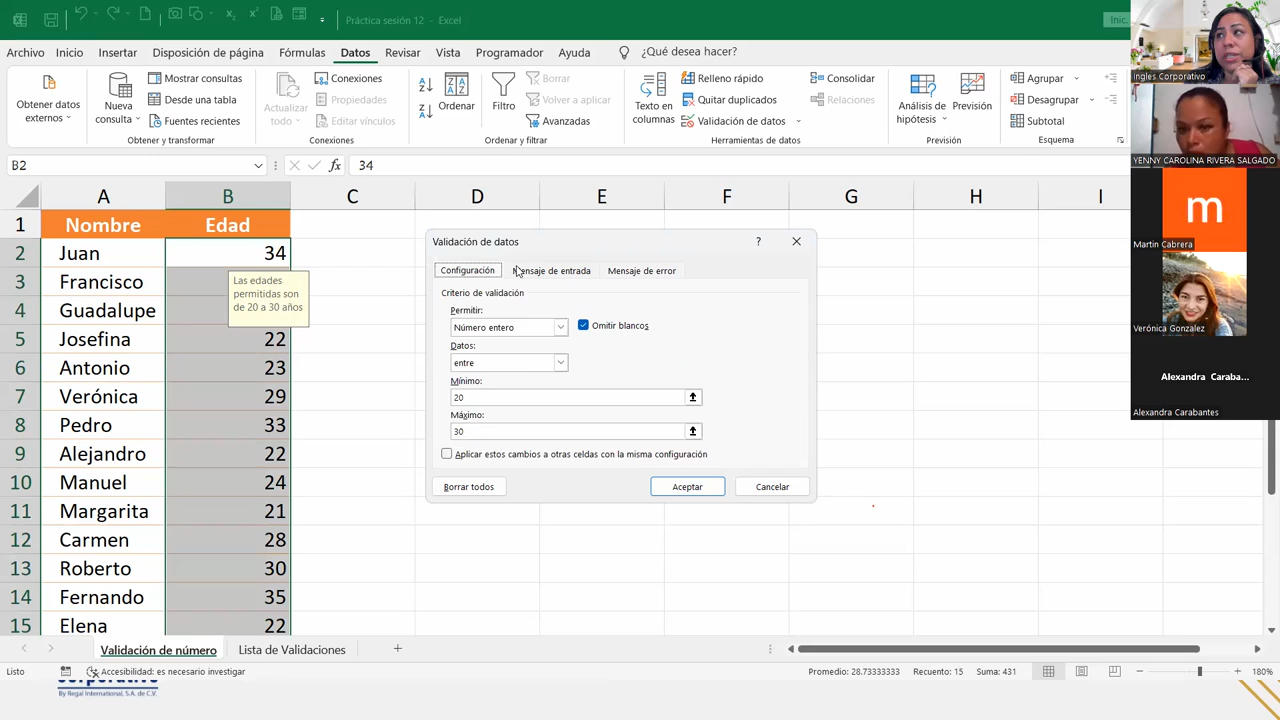 Práctica sesión 12 - Excel
Inic.
Archivo Inicio Insertar Disposición de página Fórmulas Datos Revisar Vista Programador Ayuda ¿Qué desea hacer?
Obtener datos externos
Nueva consulta
Mostrar consultas
Desde una tabla
Fuentes recientes
Obtener y transformar
Actualizar todo
Conexiones
Propiedades
Editar vínculos
Conexiones
Ordenar
Filtro
Borrar
Volver a aplicar
Avanzadas
Ordenar y filtrar
Texto en columnas
Relleno rápido
Quitar duplicados
Validación de datos
Consolidar
Relaciones
Herramientas de datos
Análisis de hipótesis
Previsión
Previsión
Agrupar
Desagrupar
Subtotal
Esquema
B2 fx 34
A B C D E F G H I
1 Nombre Edad
2 Juan 34
3 Francisco
4 Guadalupe
5 Josefina 22
6 Antonio 23
7 Verónica 29
8 Pedro 33
9 Alejandro 22
10 Manuel 24
11 Margarita 21
12 Carmen 28
13 Roberto 30
14 Fernando 35
15 Elena 22
Las edades
permitidas son
de 20 a 30 años
Validación de datos ?
Configuración Mensaje de entrada Mensaje de error
Criterio de validación
Permitir:
Número entero Omitir blancos
Datos:
entre
Mínimo:
20
Máximo:
30
Aplicar estos cambios a otras celdas con la misma configuración
Borrar todos Aceptar Cancelar
Validación de número Lista de Validaciones
Listo Accesibilidad: es necesario investigar Promedio: 28.73333333 Recuento: 15 Suma: 431 180%
By Regal International, S.A. de C.V.
Ingles Corporativo
YENNY CAROLINA RIVERA SALGADO
m
Martin Cabrera
Verónica Gonzalez
Alexandra Caraba...
Alexandra Carabantes